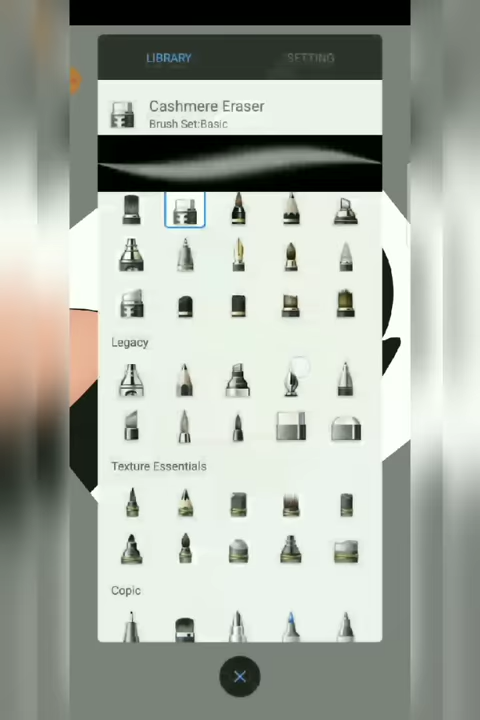 LIBRARY SETTING
Cashmere Eraser
Brush Set:Basic
Legacy
Texture Essentials
Copic